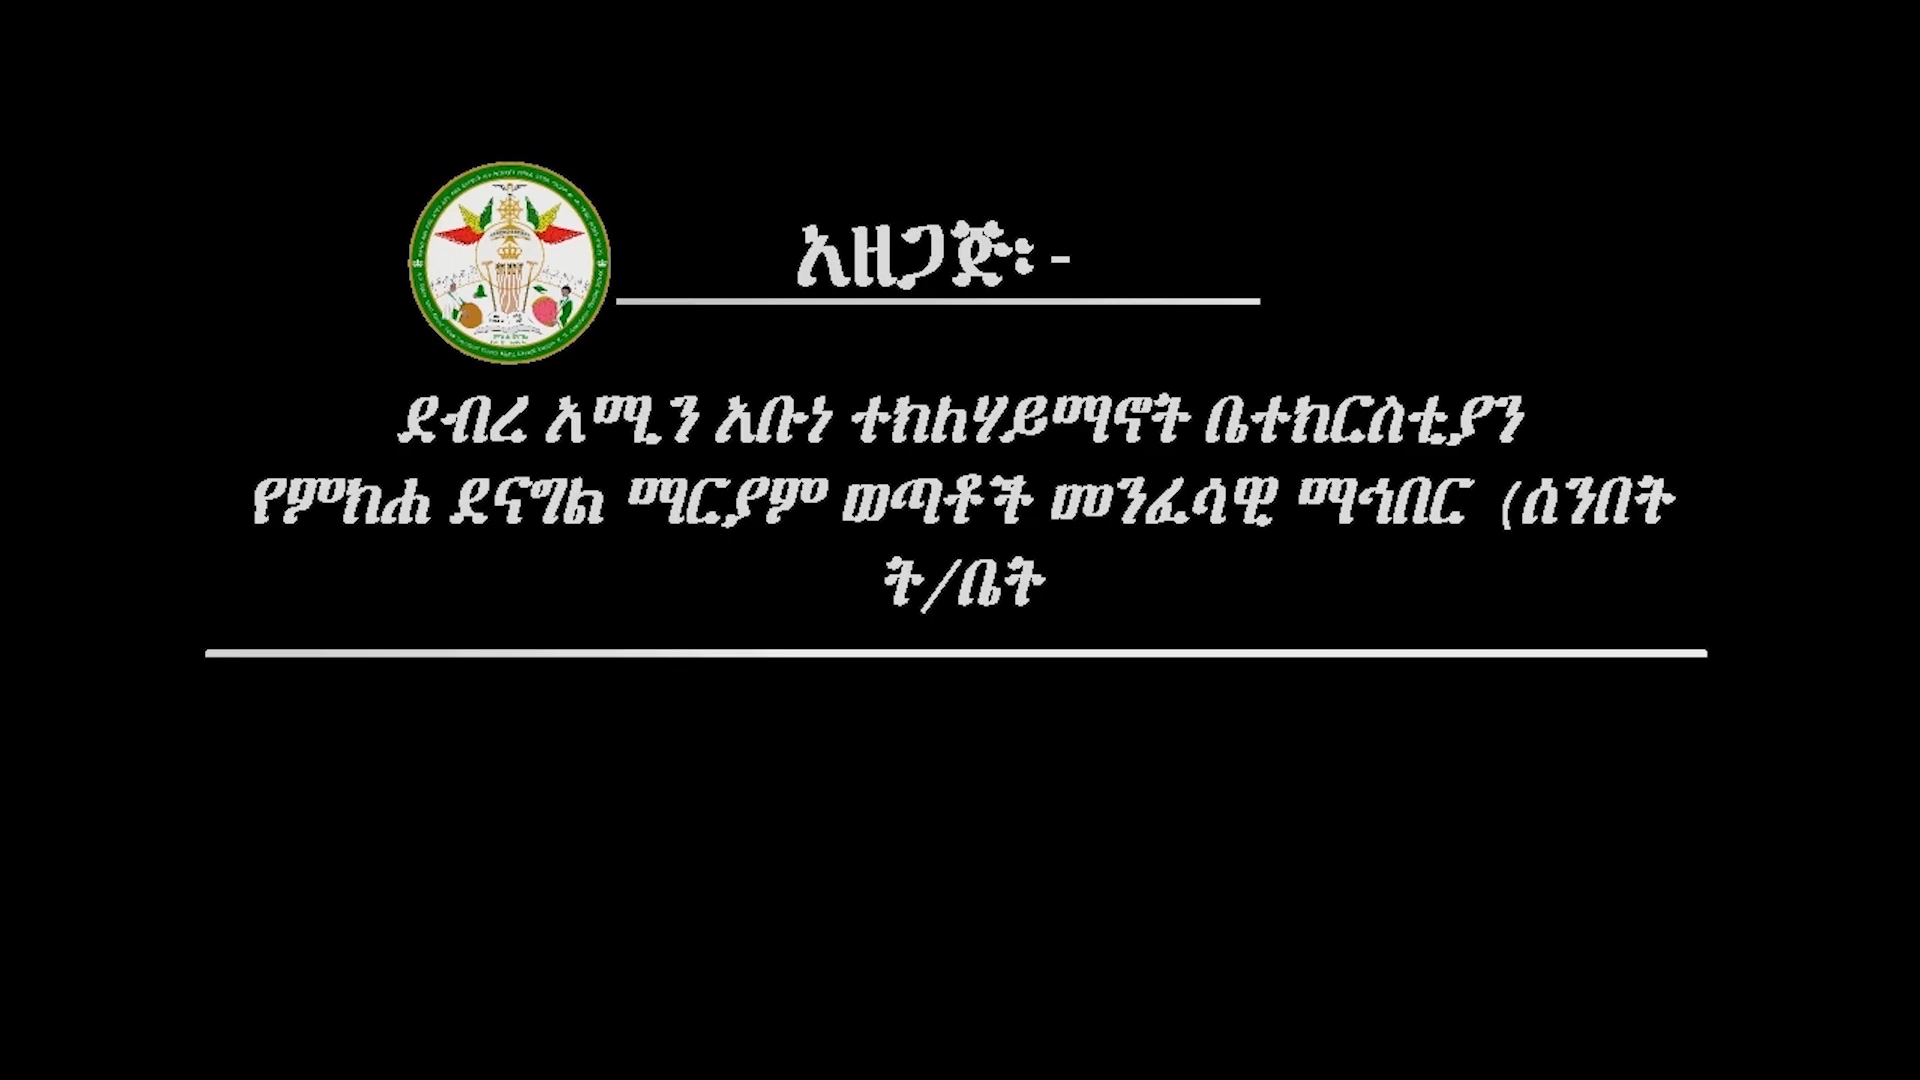 አዘጋጅ፡-
ደብረ አሚን አቡነ ተክለሃይማኖት ቤተክርስቲያን
የምክሐ ደናግል ማርያም ወጣቶች መንፈሳዊ ማኅበር (ሰንበት
ት/ቤት